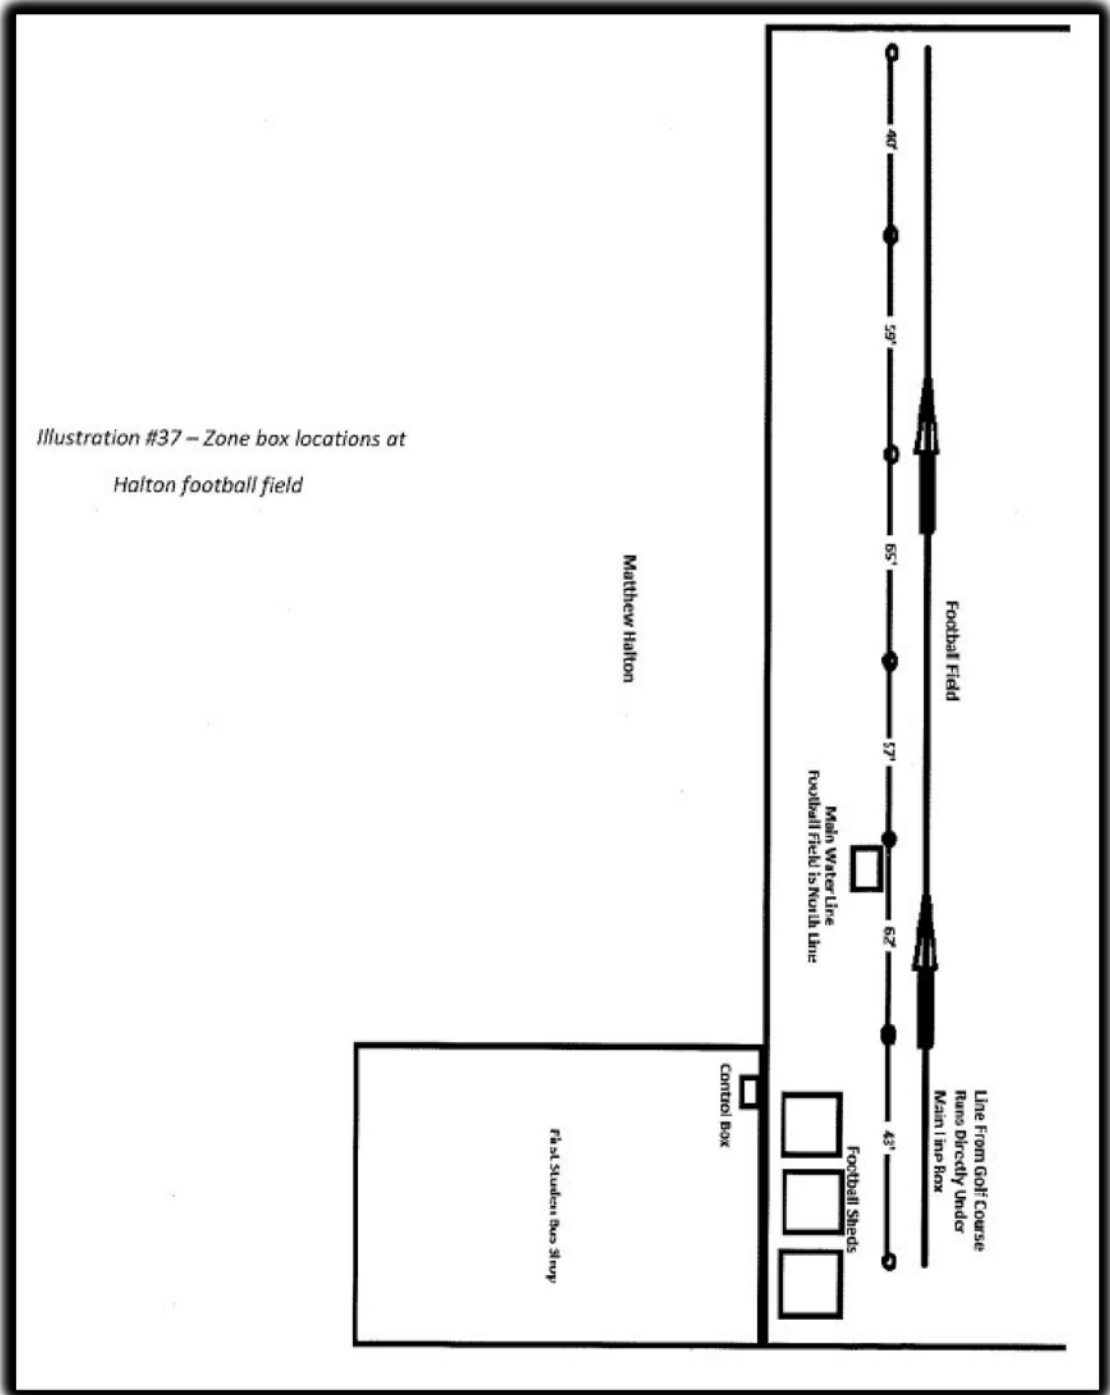 40'
59'
Illustration #37 – Zone box locations at
Halton football field
65'
Matthew Halton
Football Field
57'
Main Water Line
Football Field is North Line
62'
Line From Golf Course
Runs Directly Under
Main Line Box
Control Box
43'
Football Sheds
First Student Bus Shop